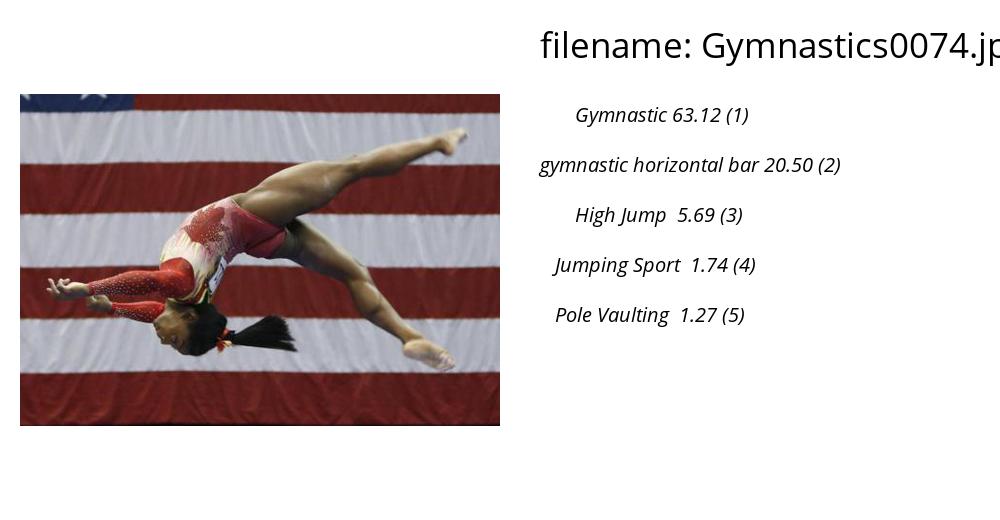 filename: Gymnastics0074.jp
Gymnastic 63.12 (1)
gymnastic horizontal bar 20.50 (2)
High Jump 5.69 (3)
Jumping Sport 1.74 (4)
Pole Vaulting 1.27 (5)